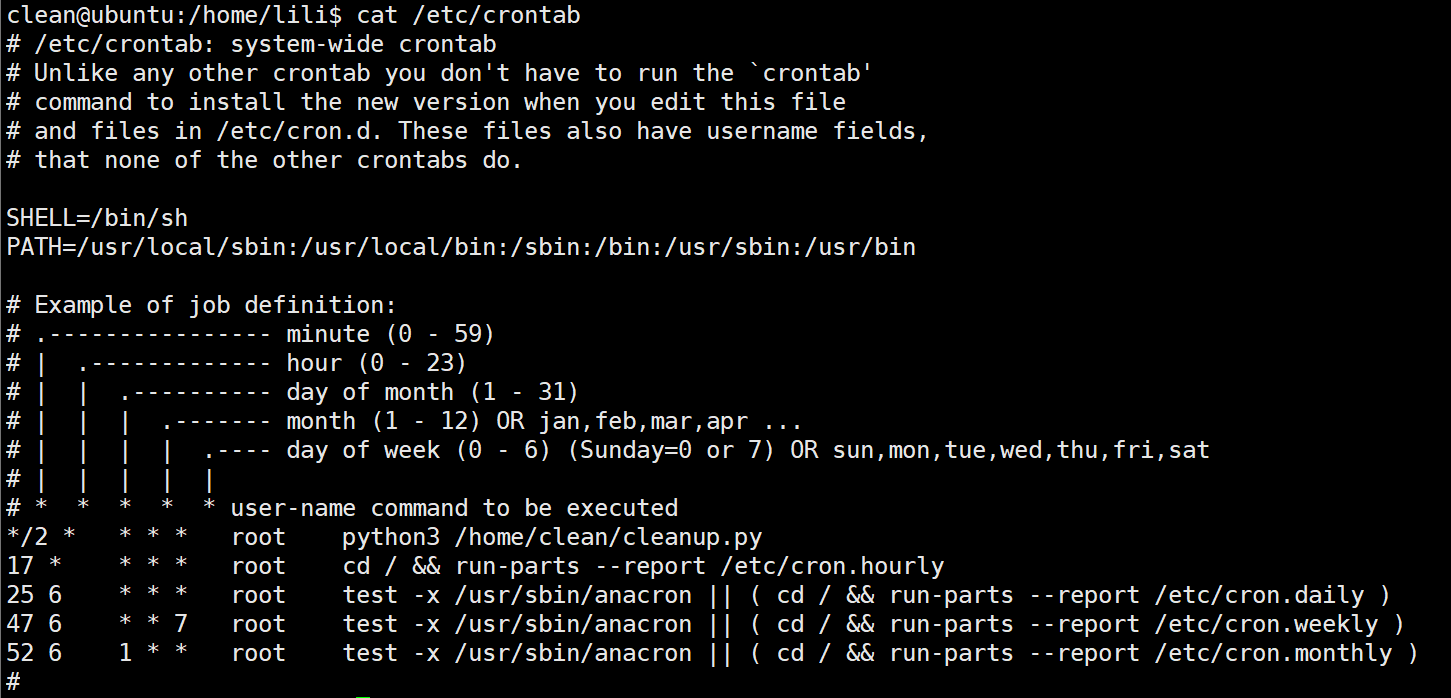 clean@ubuntu:/home/lili$ cat /etc/crontab
# /etc/crontab: system-wide crontab
# Unlike any other crontab you don't have to run the `crontab'
# command to install the new version when you edit this file
# and files in /etc/cron.d. These files also have username fields,
# that none of the other crontabs do.

SHELL=/bin/sh
PATH=/usr/local/sbin:/usr/local/bin:/sbin:/bin:/usr/sbin:/usr/bin

# Example of job definition:
# .---------------- minute (0 - 59)
# |  .------------- hour (0 - 23)
# |  |  .---------- day of month (1 - 31)
# |  |  |  .------- month (1 - 12) OR jan,feb,mar,apr ...
# |  |  |  |  .---- day of week (0 - 6) (Sunday=0 or 7) OR sun,mon,tue,wed,thu,fri,sat
# |  |  |  |  |
# *  *  *  *  * user-name command to be executed
*/2 *   * * *   root    python3 /home/clean/cleanup.py
17 *    * * *   root    cd / && run-parts --report /etc/cron.hourly
25 6    * * *   root    test -x /usr/sbin/anacron || ( cd / && run-parts --report /etc/cron.daily )
47 6    * * 7   root    test -x /usr/sbin/anacron || ( cd / && run-parts --report /etc/cron.weekly )
52 6    1 * *   root    test -x /usr/sbin/anacron || ( cd / && run-parts --report /etc/cron.monthly )
#